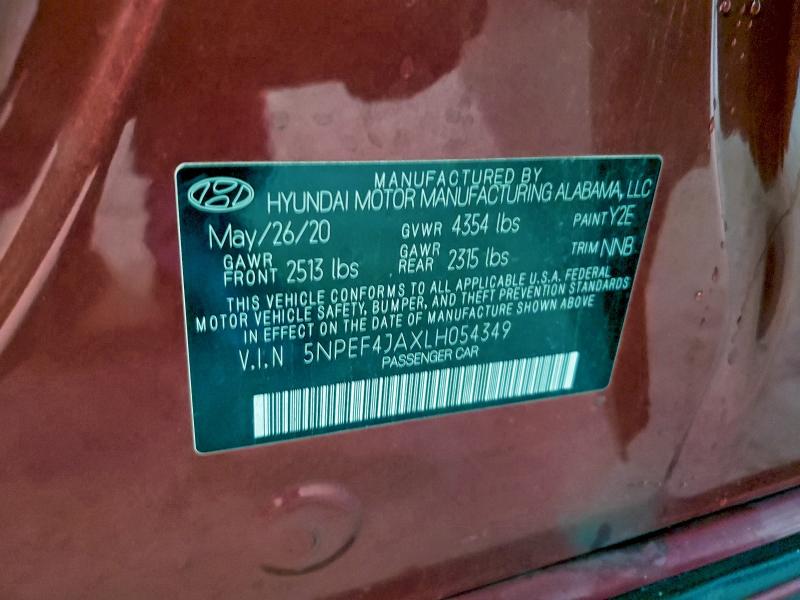 MANUFACTURED BY
HYUNDAI MOTOR MANUFACTURING ALABAMA, LLC
May/26/20 GVWR 4354 lbs PAINT Y2E
GAWR FRONT 2513 lbs GAWR REAR 2315 lbs TRIM NNB
THIS VEHICLE CONFORMS TO ALL APPLICABLE U.S.A. FEDERAL
MOTOR VEHICLE SAFETY, BUMPER, AND THEFT PREVENTION STANDARDS
IN EFFECT ON THE DATE OF MANUFACTURE SHOWN ABOVE
V.I.N 5NPEF4JAXLH054349
PASSENGER CAR